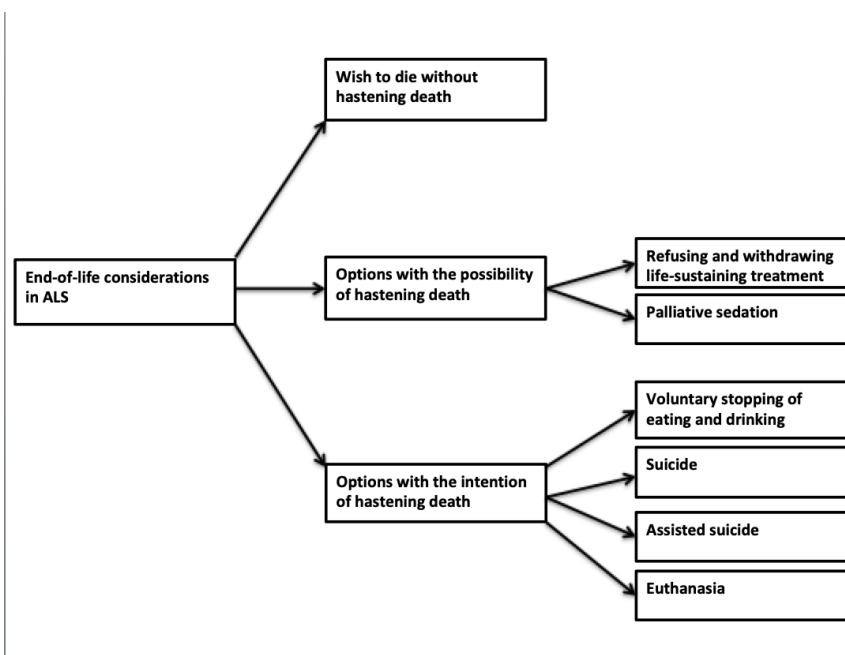 Wish to die without
hastening death
End-of-life considerations
in ALS
Options with the possibility
of hastening death
Refusing and withdrawing
life-sustaining treatment
Palliative sedation
Options with the intention
of hastening death
Voluntary stopping of
eating and drinking
Suicide
Assisted suicide
Euthanasia